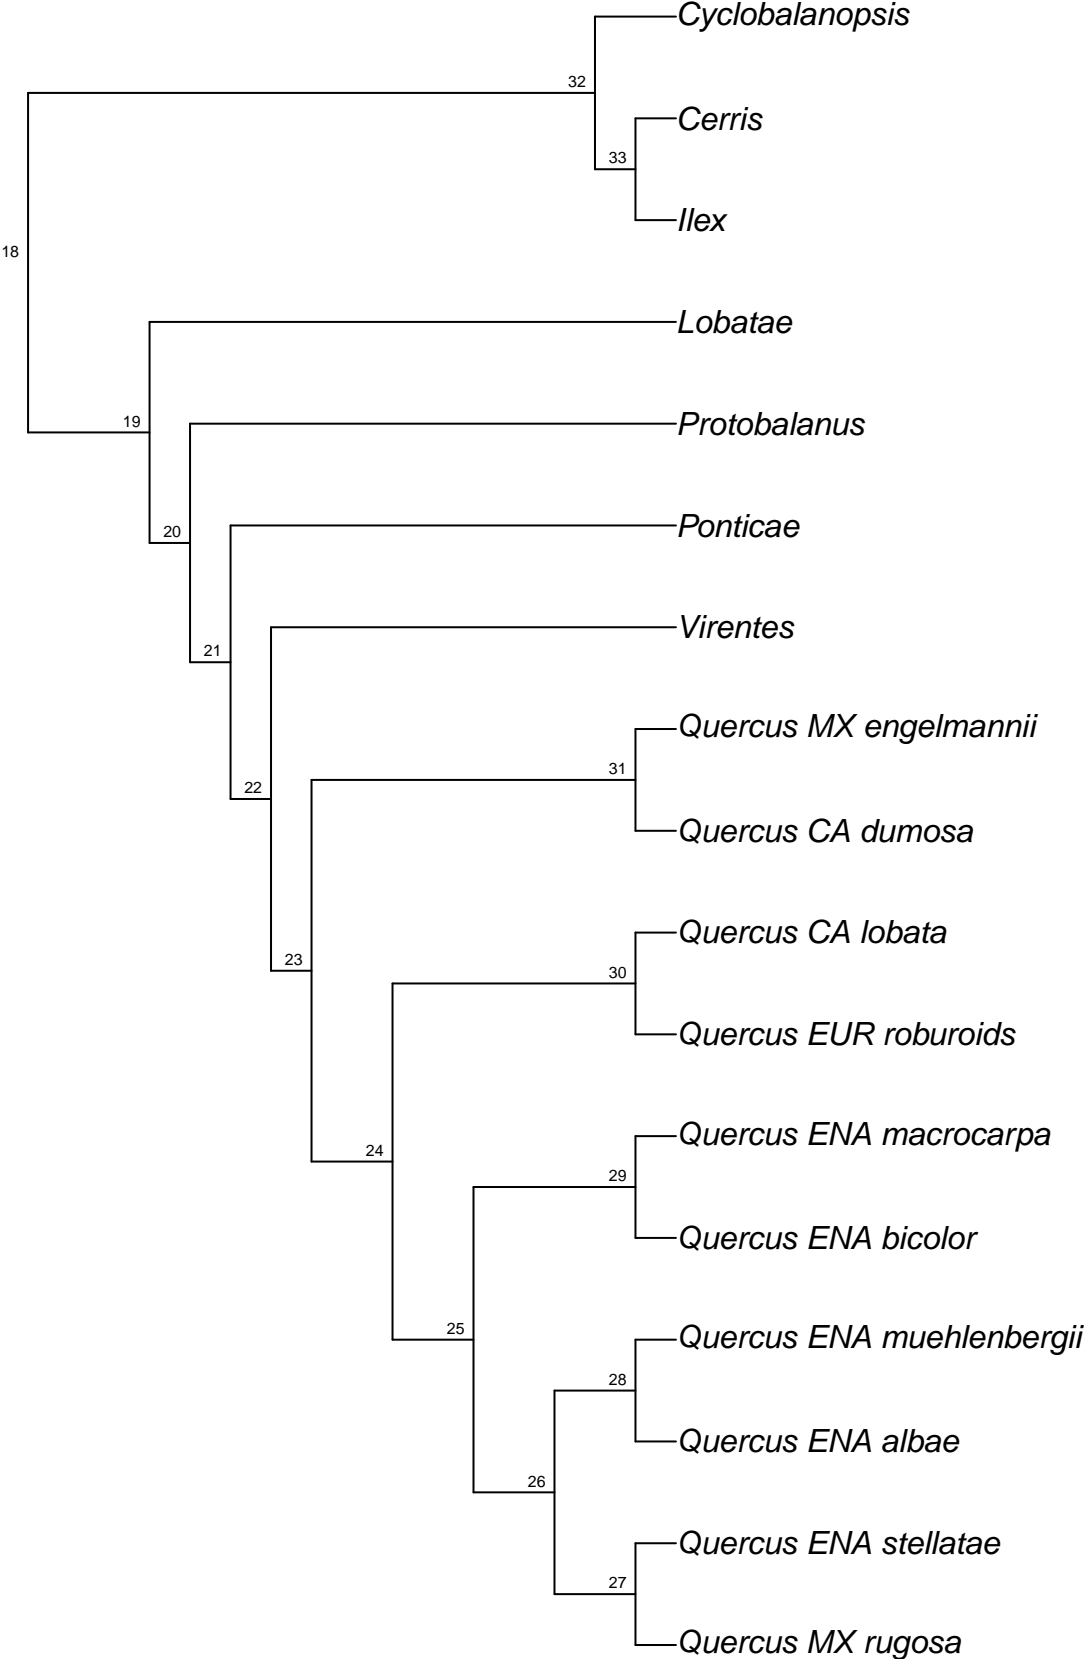 Cyclobalanopsis
32
Cerris
33
Ilex
18
Lobatae
19
Protobalanus
20
Ponticae
21
Virentes
Quercus MX engelmannii
31
22
Quercus CA dumosa
Quercus CA lobata
23
30
Quercus EUR roburoids
Quercus ENA macrocarpa
24
29
Quercus ENA bicolor
25
Quercus ENA muehlenbergii
28
Quercus ENA albae
26
Quercus ENA stellatae
27
Quercus MX rugosa